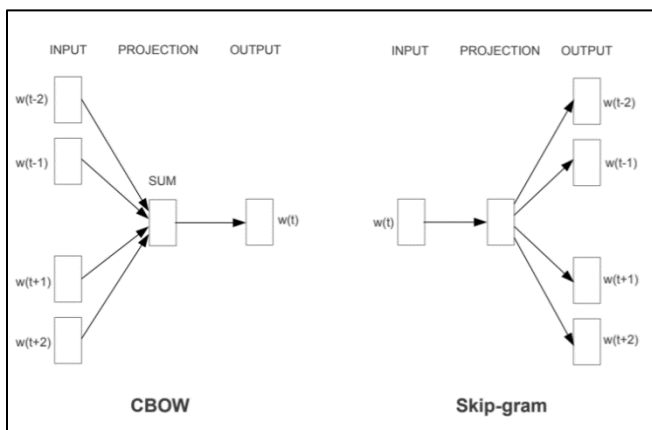 INPUT PROJECTION OUTPUT
w(t-2)
w(t-1)
SUM
w(t)
w(t+1)
w(t+2)
CBOW
INPUT PROJECTION OUTPUT
w(t-2)
w(t-1)
w(t)
w(t+1)
w(t+2)
Skip-gram